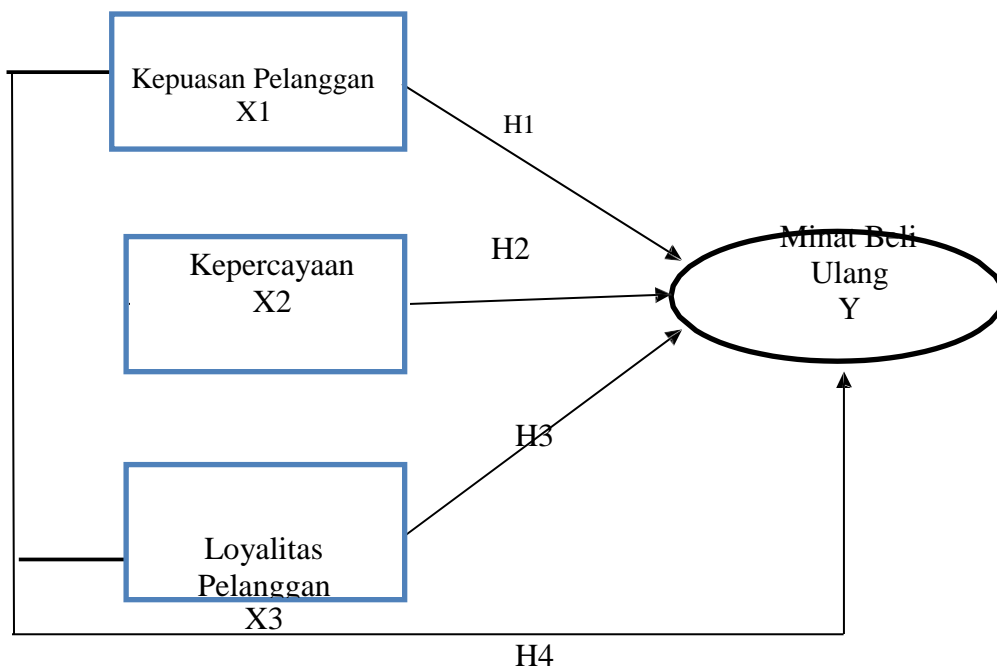 Kepuasan Pelanggan
X1
H1
Kepercayaan
X2
H2
Minat Beli
Ulang
Y
H3
Loyalitas
Pelanggan
X3
H4